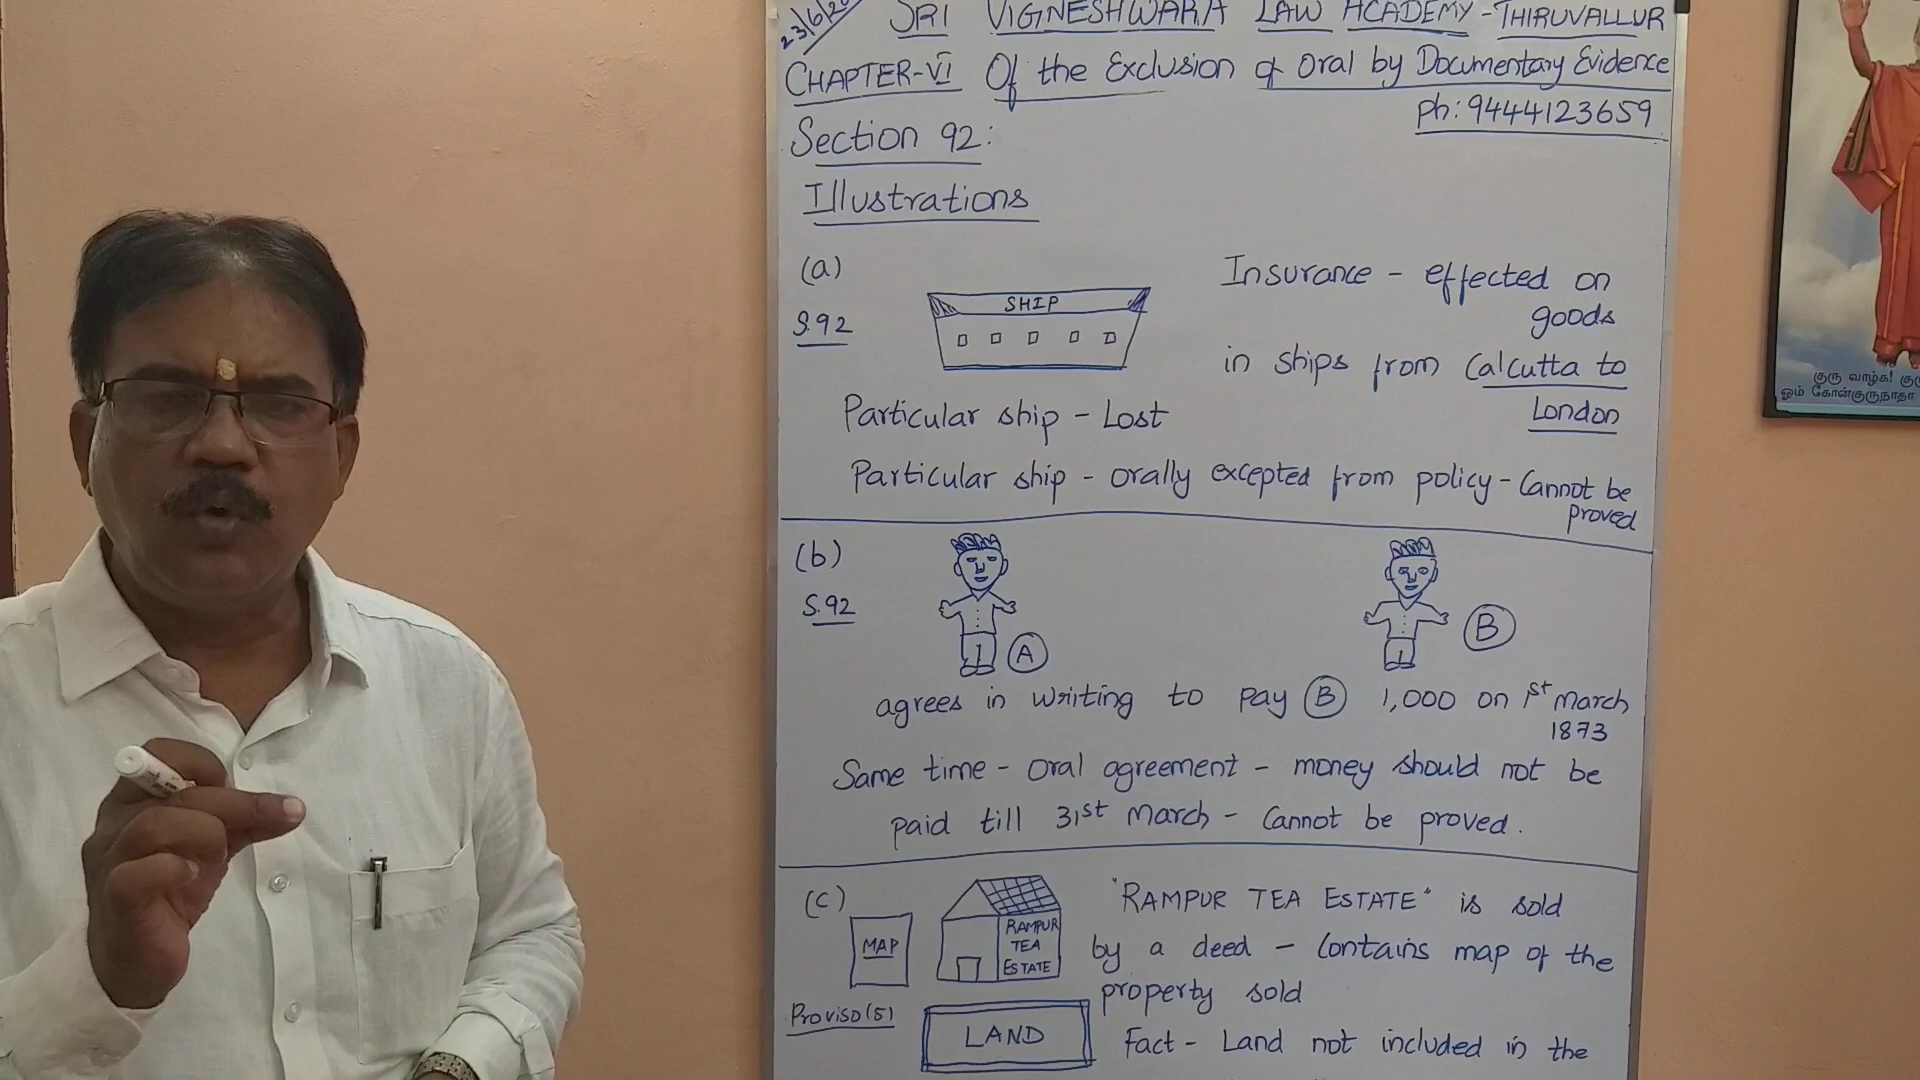 23/6/20
SRI VIGNESHWARA LAW ACADEMY - THIRUVALLUR
CHAPTER-VI Of the Exclusion of Oral by Documentary Evidence
Ph: 9444123659
Section 92:
Illustrations
(a)
S.92
SHIP
Insurance - effected on
goods
in ships from Calcutta to
London
Particular ship - Lost
Particular ship - orally excepted from policy - Cannot be
proved
(b)
S.92
A
B
agrees in writing to pay B 1,000 on 1st March
1873
Same time - oral agreement - money should not be
paid till 31st March - Cannot be proved.
(c)
MAP
RAMPUR
TEA
ESTATE
"RAMPUR TEA ESTATE" is sold
by a deed - Contains map of the
property sold
Proviso (5)
LAND
Fact - Land not included in the
குரு வாழ்க!
ஓம் கோன்குருநாதா